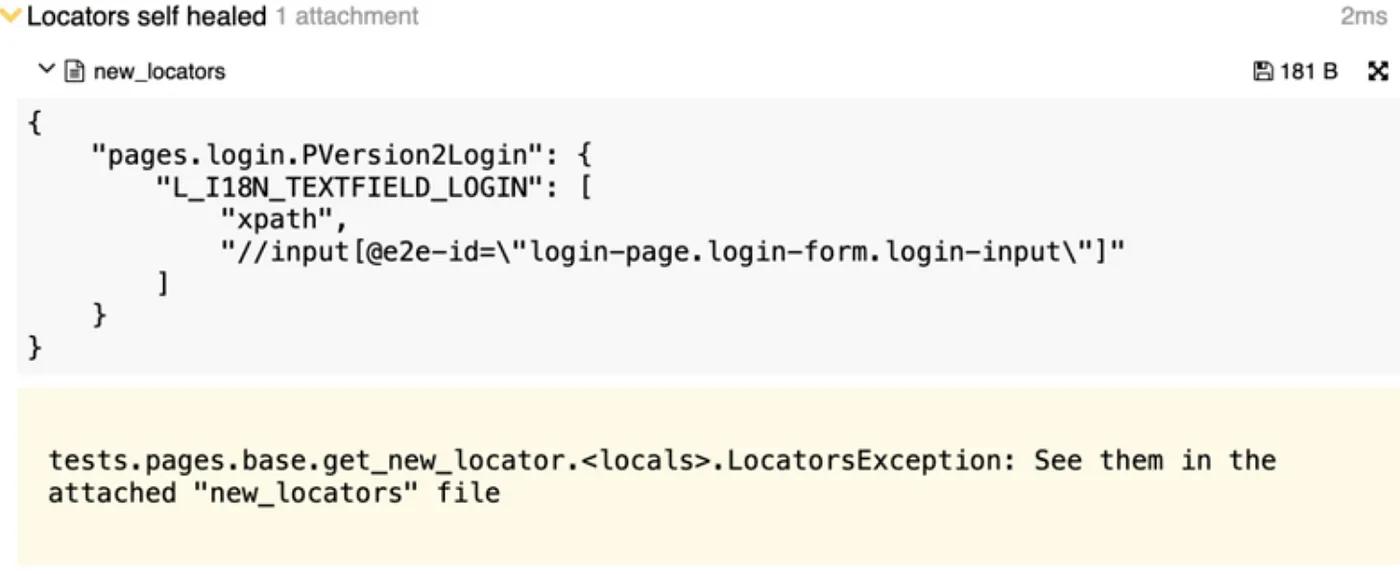 Locators self healed 1 attachment 2ms
new_locators 181 B
{
    "pages.login.PVersion2Login": {
        "L_I18N_TEXTFIELD_LOGIN": [
            "xpath",
            "//input[@e2e-id=\"login-page.login-form.login-input\"]"
        ]
    }
}
tests.pages.base.get_new_locator.<locals>.LocatorsException: See them in the
attached "new_locators" file